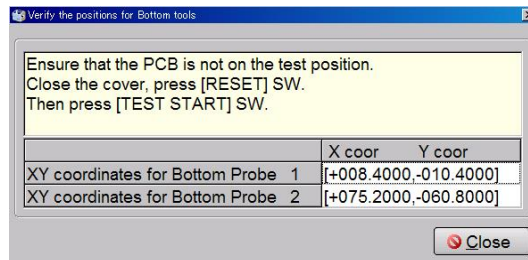 Verify the positions for Bottom tools
Ensure that the PCB is not on the test position.
Close the cover, press [RESET] SW.
Then press [TEST START] SW.
X coor Y coor
XY coordinates for Bottom Probe 1 [+008.4000,-010.4000]
XY coordinates for Bottom Probe 2 [+075.2000,-060.8000]
Close